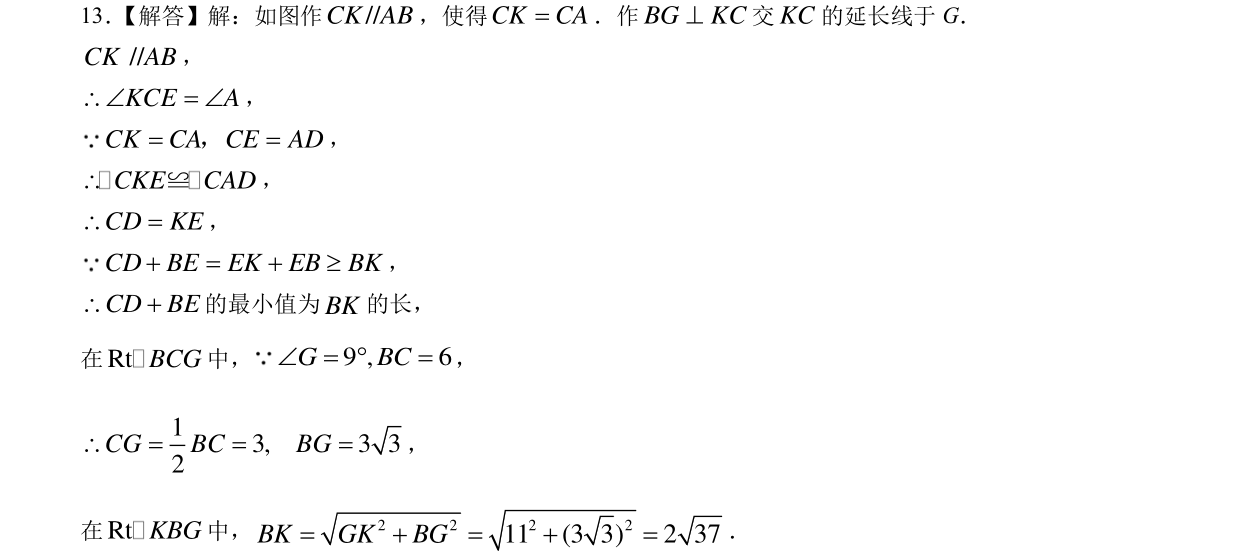 13.【解答】解：如图作 CK//AB，使得 CK = CA．作 BG ⊥ KC 交 KC 的延长线于 G.
CK //AB，
∴∠KCE = ∠A，
∵CK = CA，CE = AD，
∴□CKE≌□CAD，
∴CD = KE，
∵CD + BE = EK + EB ≥ BK，
∴CD + BE 的最小值为 BK 的长，
在 Rt□BCG 中，∵∠G = 9°, BC = 6，
∴CG = \frac{1}{2}BC = 3, BG = 3√3，
在 Rt□KBG 中，BK = √(GK² + BG²) = √(11² + (3√3)²) = 2√37．